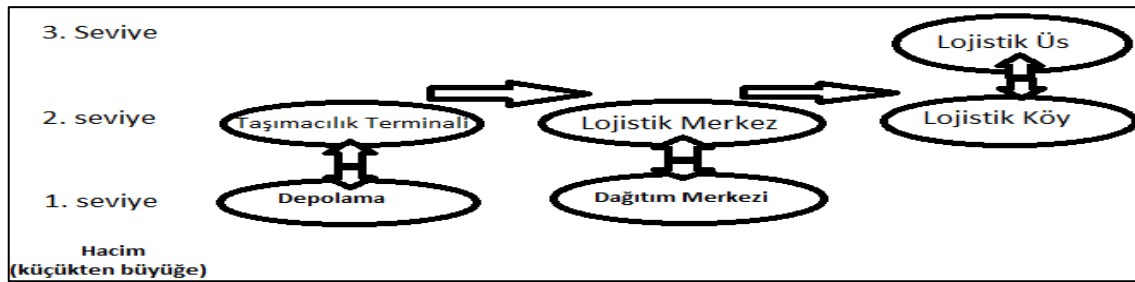 3. Seviye
Lojistik Üs
2. seviye
Taşımacılık Terminali
Lojistik Merkez
Lojistik Köy
1. seviye
Depolama
Dağıtım Merkezi
Hacim
(küçükten büyüğe)